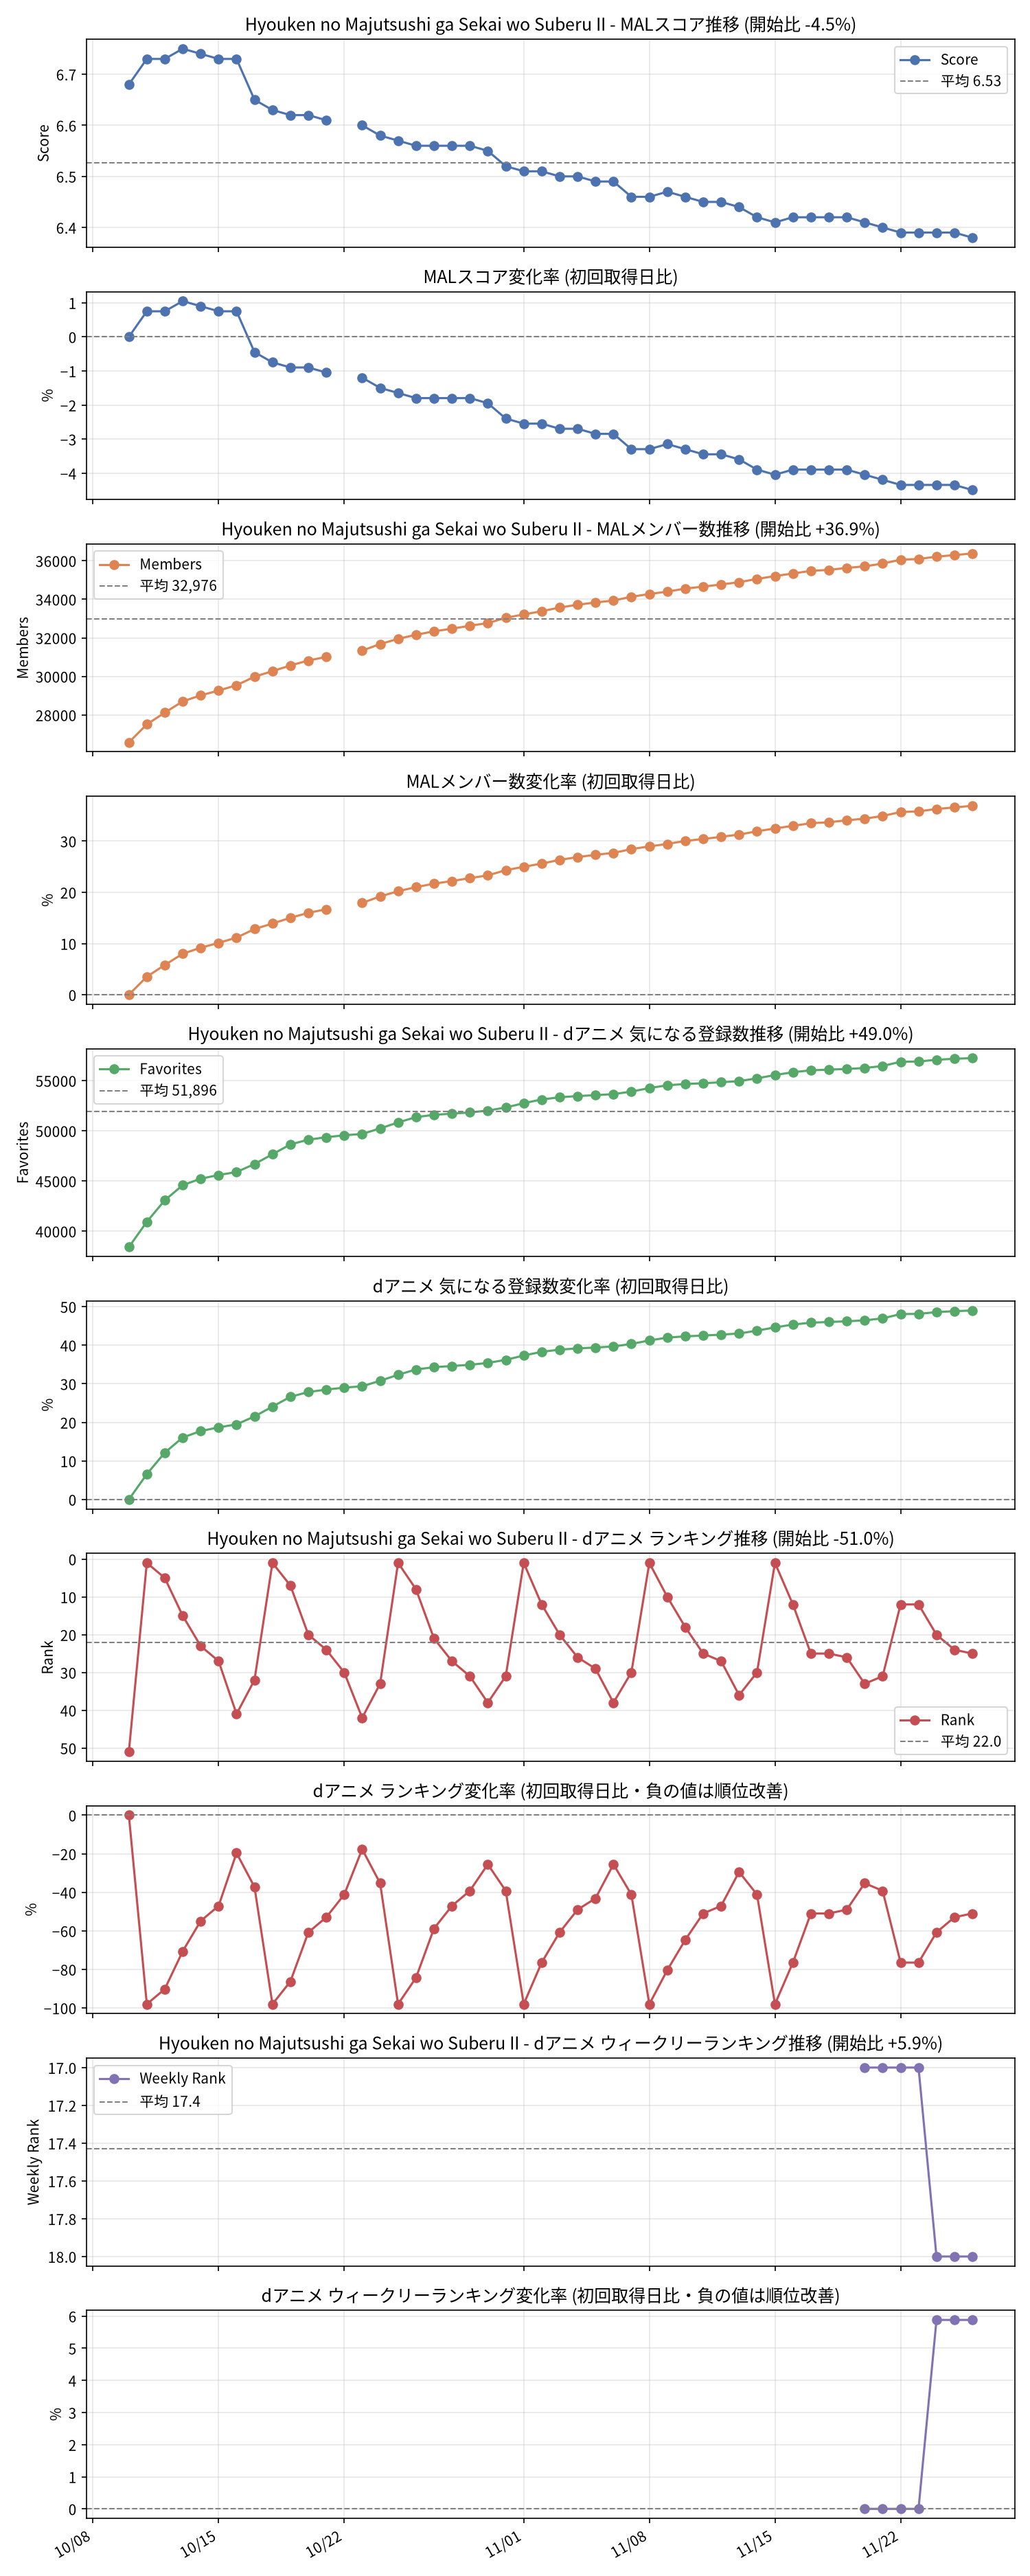 Hyouken no Majutsushi ga Sekai wo Suberu II - MALスコア推移 (開始比 -4.5%)
Score
6.7
6.6
6.5
6.4
Score
平均 6.53
MALスコア変化率 (初回取得日比)
%
1
0
−1
−2
−3
−4
Hyouken no Majutsushi ga Sekai wo Suberu II - MALメンバー数推移 (開始比 +36.9%)
Members
36000
34000
32000
30000
28000
Members
平均 32,976
MALメンバー数変化率 (初回取得日比)
%
30
20
10
0
Hyouken no Majutsushi ga Sekai wo Suberu II - dアニメ 気になる登録数推移 (開始比 +49.0%)
Favorites
55000
50000
45000
40000
Favorites
平均 51,896
dアニメ 気になる登録数変化率 (初回取得日比)
%
50
40
30
20
10
0
Hyouken no Majutsushi ga Sekai wo Suberu II - dアニメ ランキング推移 (開始比 -51.0%)
Rank
0
10
20
30
40
50
Rank
平均 22.0
dアニメ ランキング変化率 (初回取得日比・負の値は順位改善)
%
0
−20
−40
−60
−80
−100
Hyouken no Majutsushi ga Sekai wo Suberu II - dアニメ ウィークリーランキング推移 (開始比 +5.9%)
Weekly Rank
17.0
17.2
17.4
17.6
17.8
18.0
Weekly Rank
平均 17.4
dアニメ ウィークリーランキング変化率 (初回取得日比・負の値は順位改善)
%
6
5
4
3
2
1
0
10/08
10/15
10/22
11/01
11/08
11/15
11/22